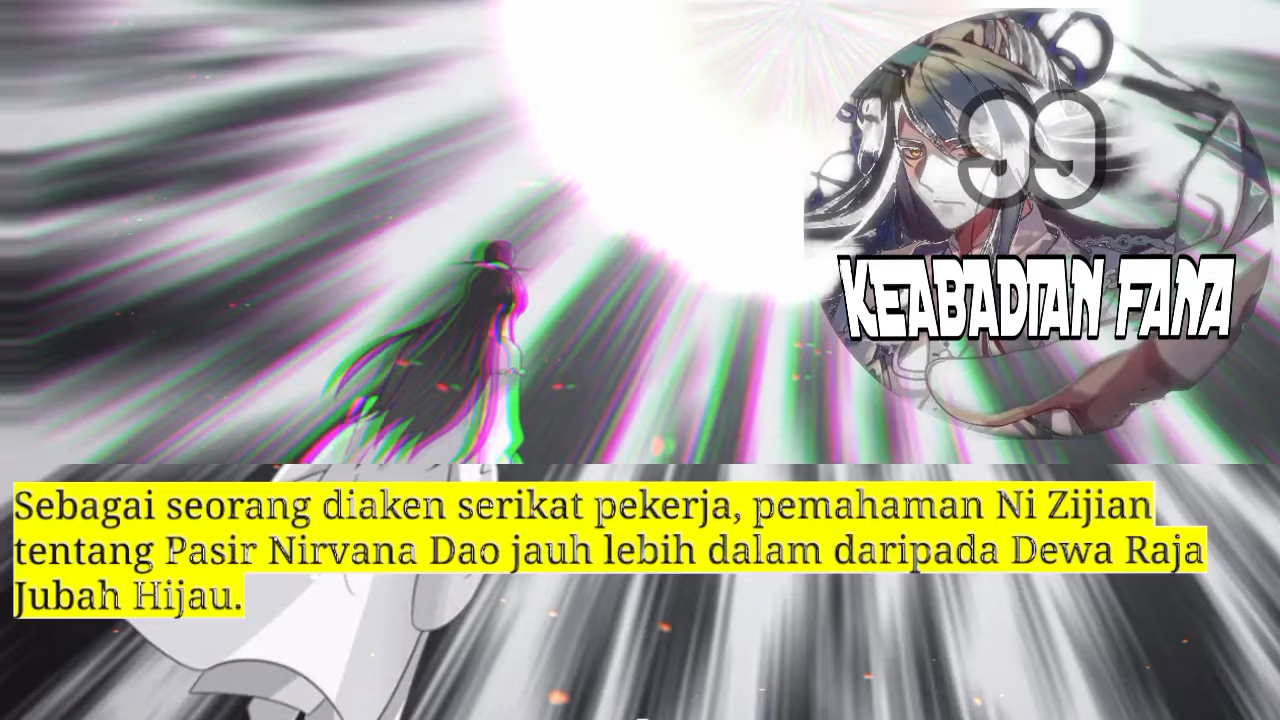 99
KEABADIAN FANA
Sebagai seorang diaken serikat pekerja, pemahaman Ni Zijian
tentang Pasir Nirvana Dao jauh lebih dalam daripada Dewa Raja
Jubah Hijau.